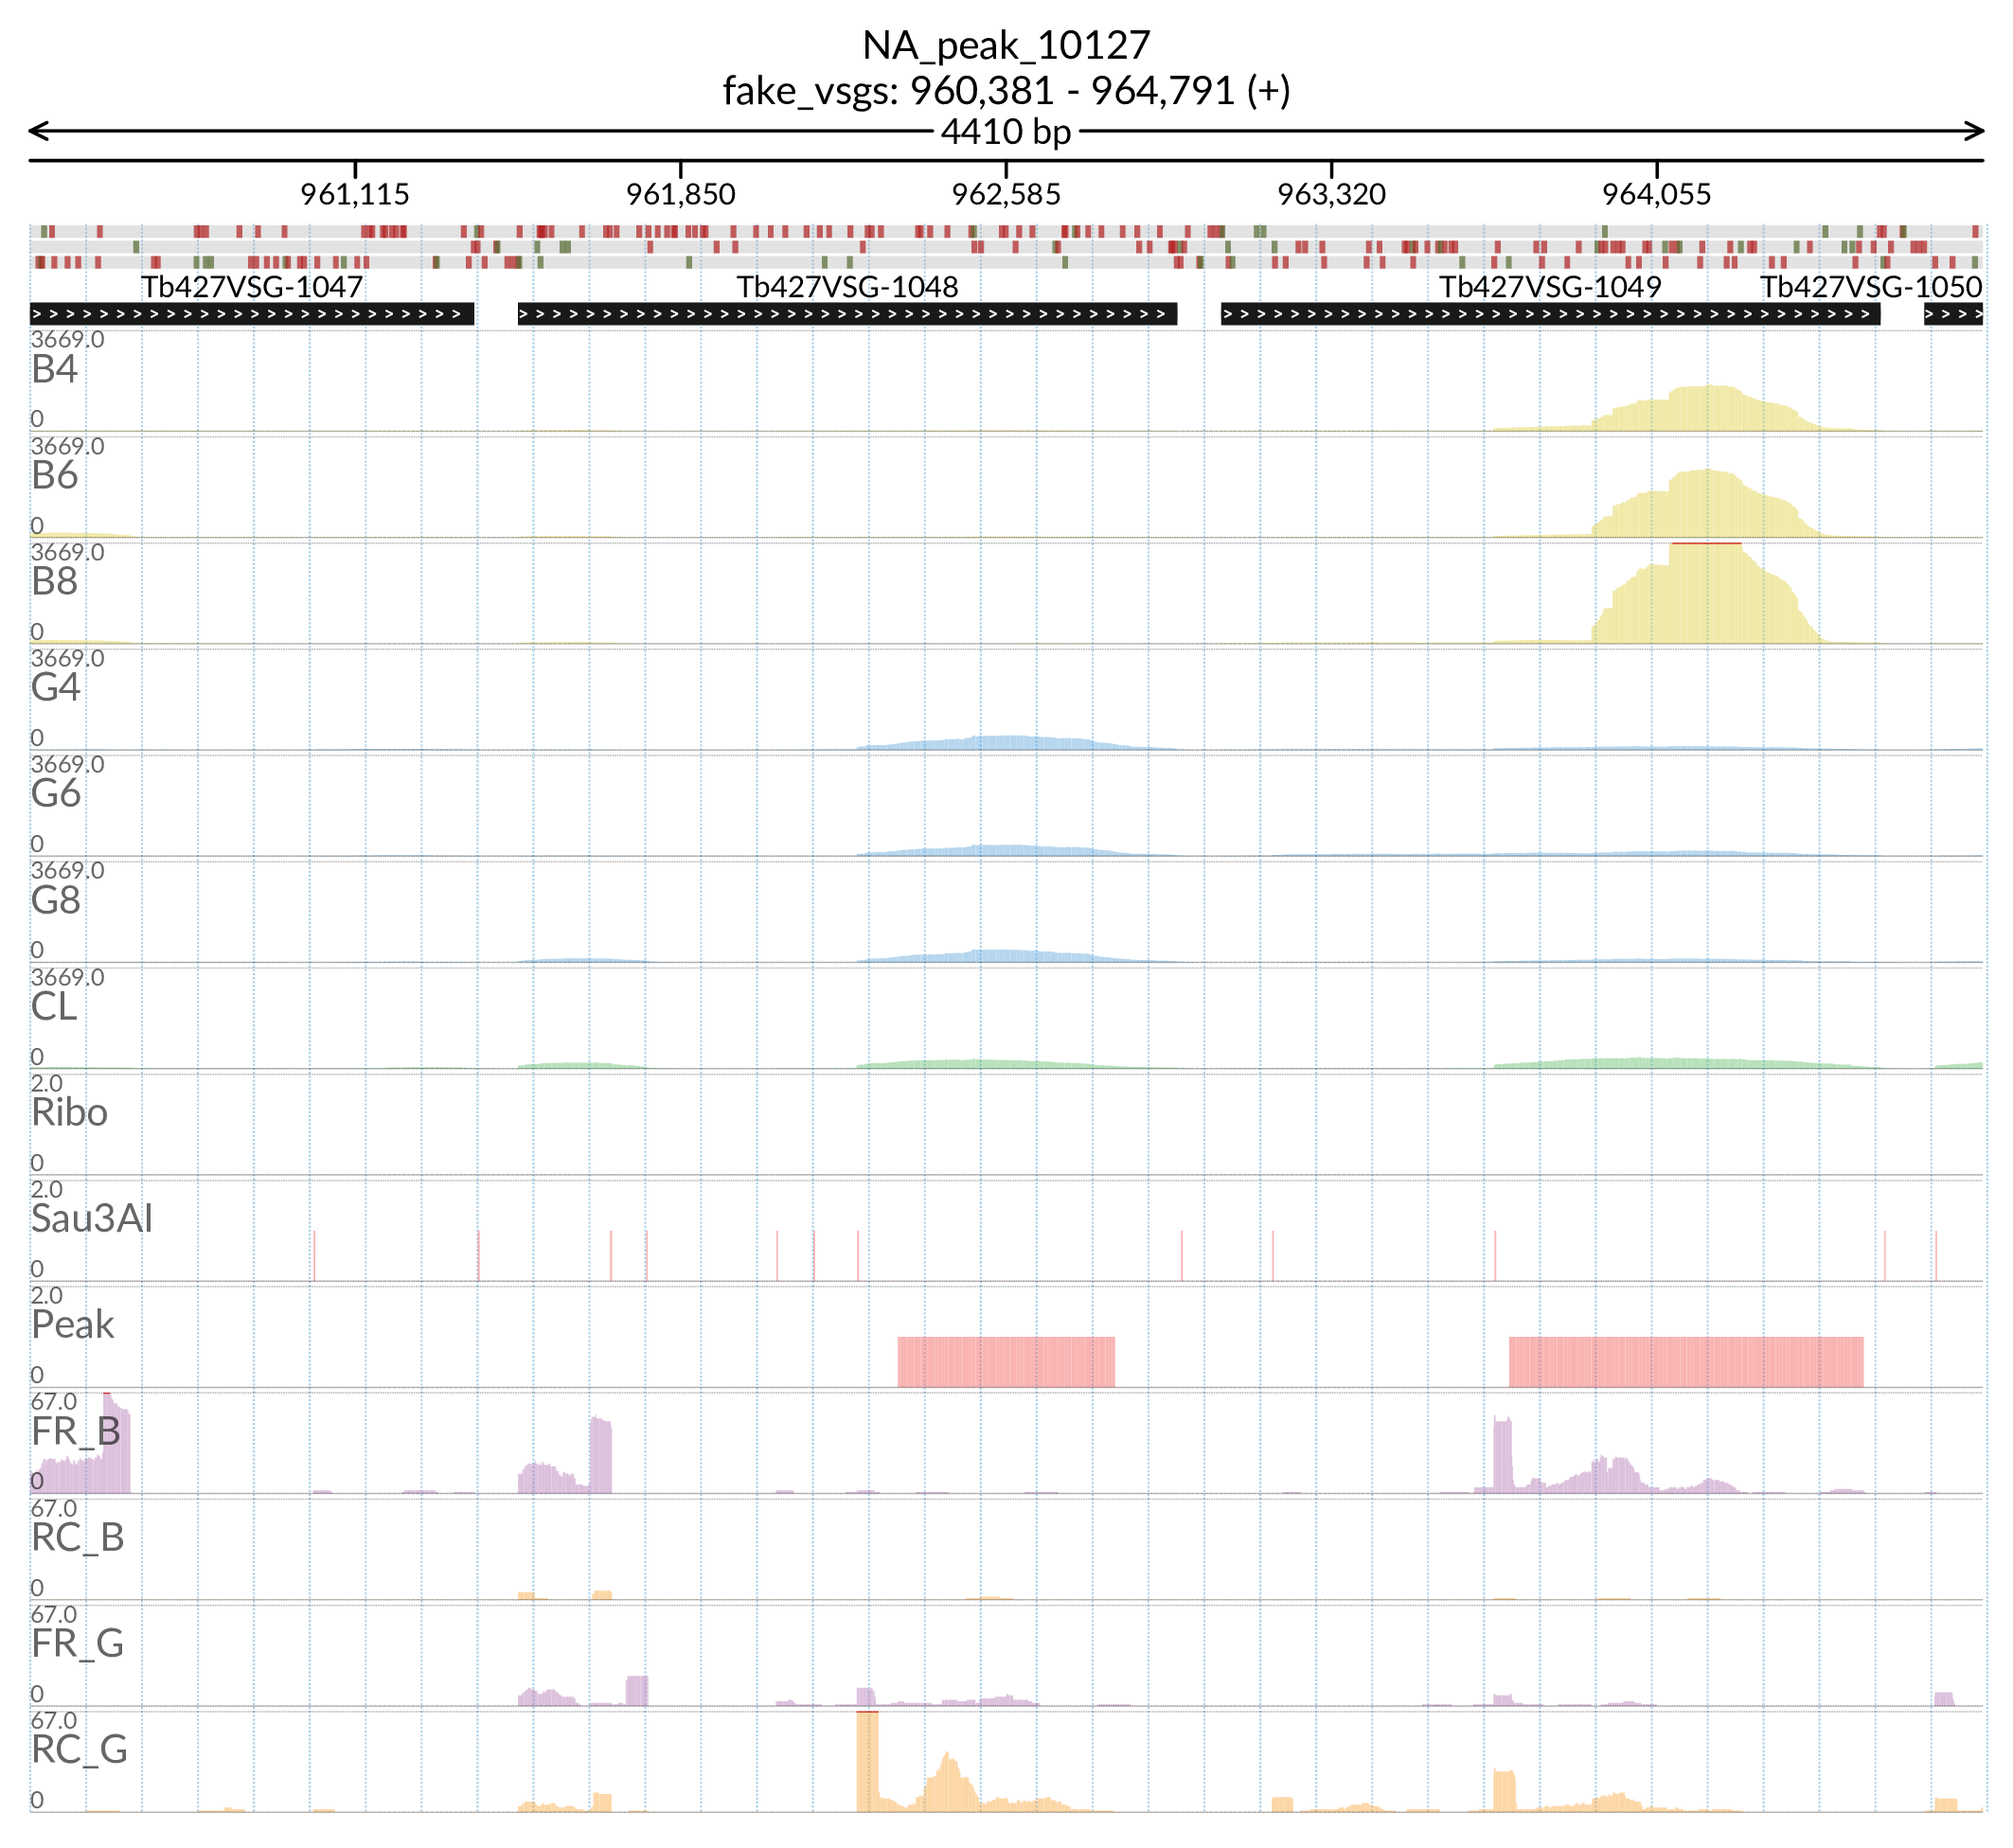 NA_peak_10127
fake_vsgs: 960,381 - 964,791 (+)
4410 bp
961,115 961,850 962,585 963,320 964,055
Tb427VSG-1047 Tb427VSG-1048 Tb427VSG-1049 Tb427VSG-1050
3669.0
B4
0
3669.0
B6
0
3669.0
B8
0
3669.0
G4
0
3669.0
G6
0
3669.0
G8
0
3669.0
CL
0
2.0
Ribo
0
2.0
Sau3AI
0
2.0
Peak
0
67.0
FR_B
0
67.0
RC_B
0
67.0
FR_G
0
67.0
RC_G
0